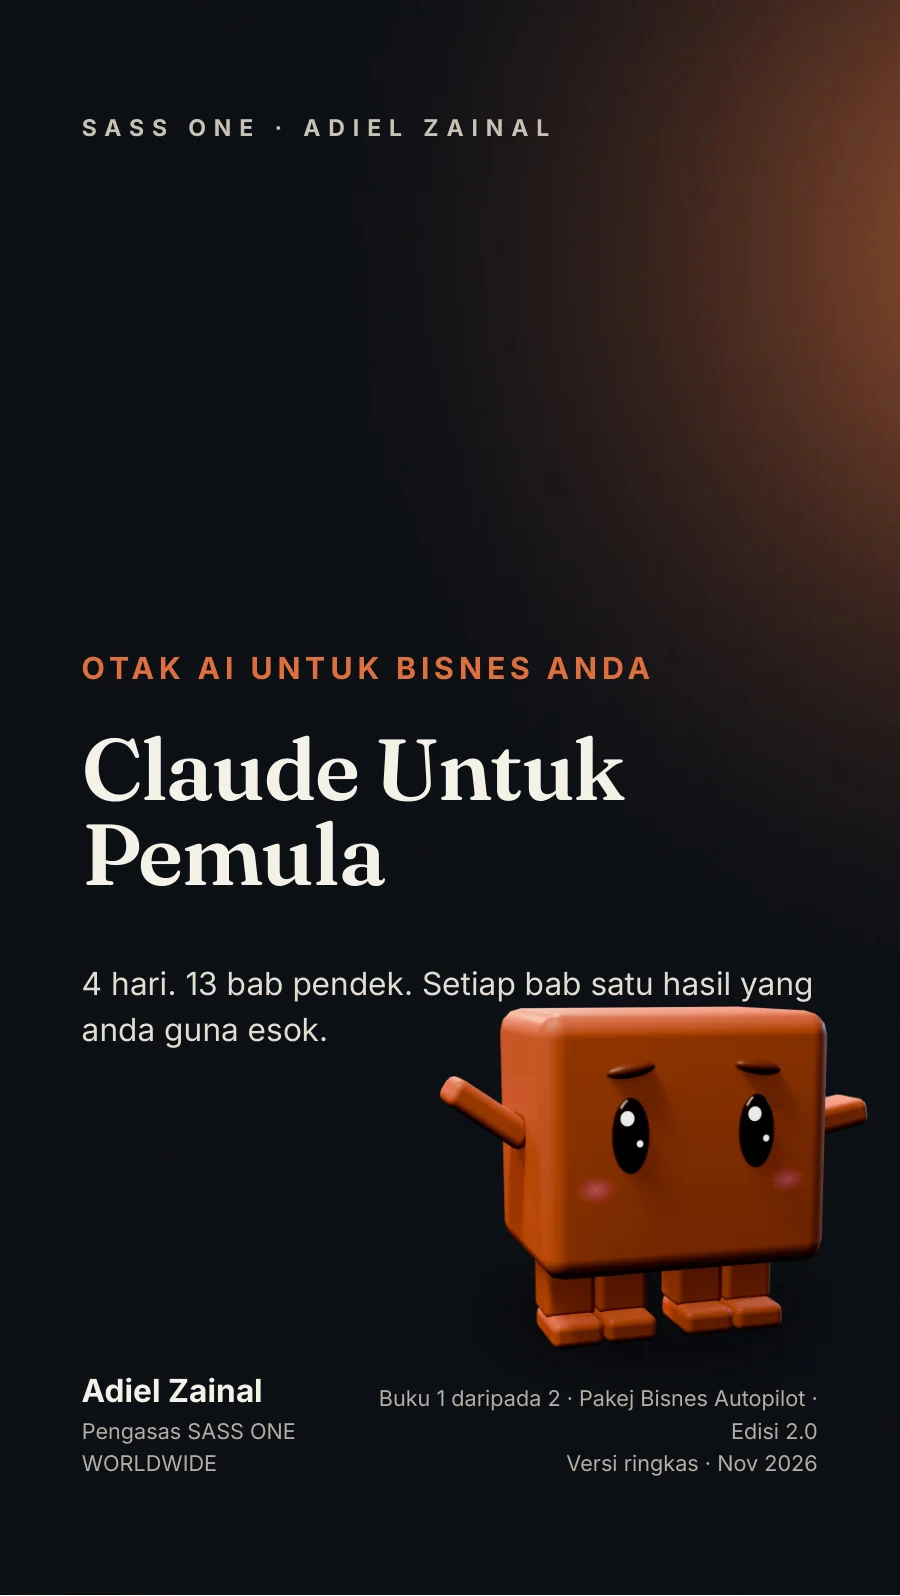 SASS ONE · ADIEL ZAINAL
OTAK AI UNTUK BISNES ANDA
Claude Untuk
Pemula
4 hari. 13 bab pendek. Setiap bab satu hasil yang
anda guna esok.
Adiel Zainal
Pengasas SASS ONE
WORLDWIDE
Buku 1 daripada 2 · Pakej Bisnes Autopilot ·
Edisi 2.0
Versi ringkas · Nov 2026